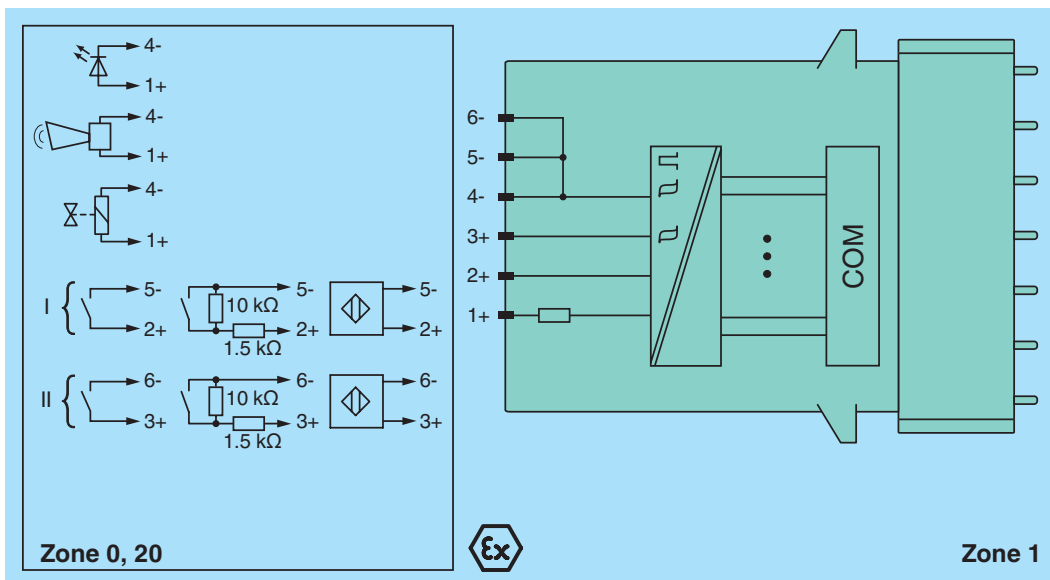 4-
1+
4-
1+
4-
1+
I
5-
2+
10 kΩ
1.5 kΩ
5-
2+
5-
2+
II
6-
3+
10 kΩ
1.5 kΩ
6-
3+
6-
3+
Zone 0, 20
6-
5-
4-
3+
2+
1+
COM
Ex
Zone 1